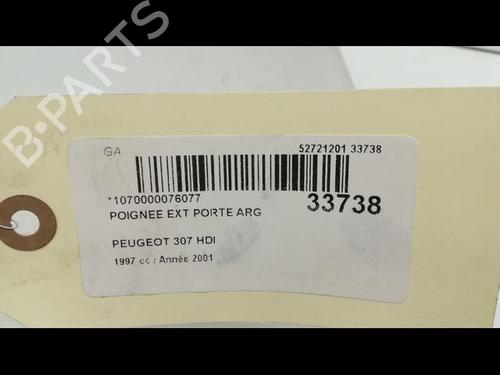 B-PARTS
GA
52721201 33738
*1070000076077
33738
POIGNEE EXT PORTE ARG
PEUGEOT 307 HDI
1997 cc / Année 2001